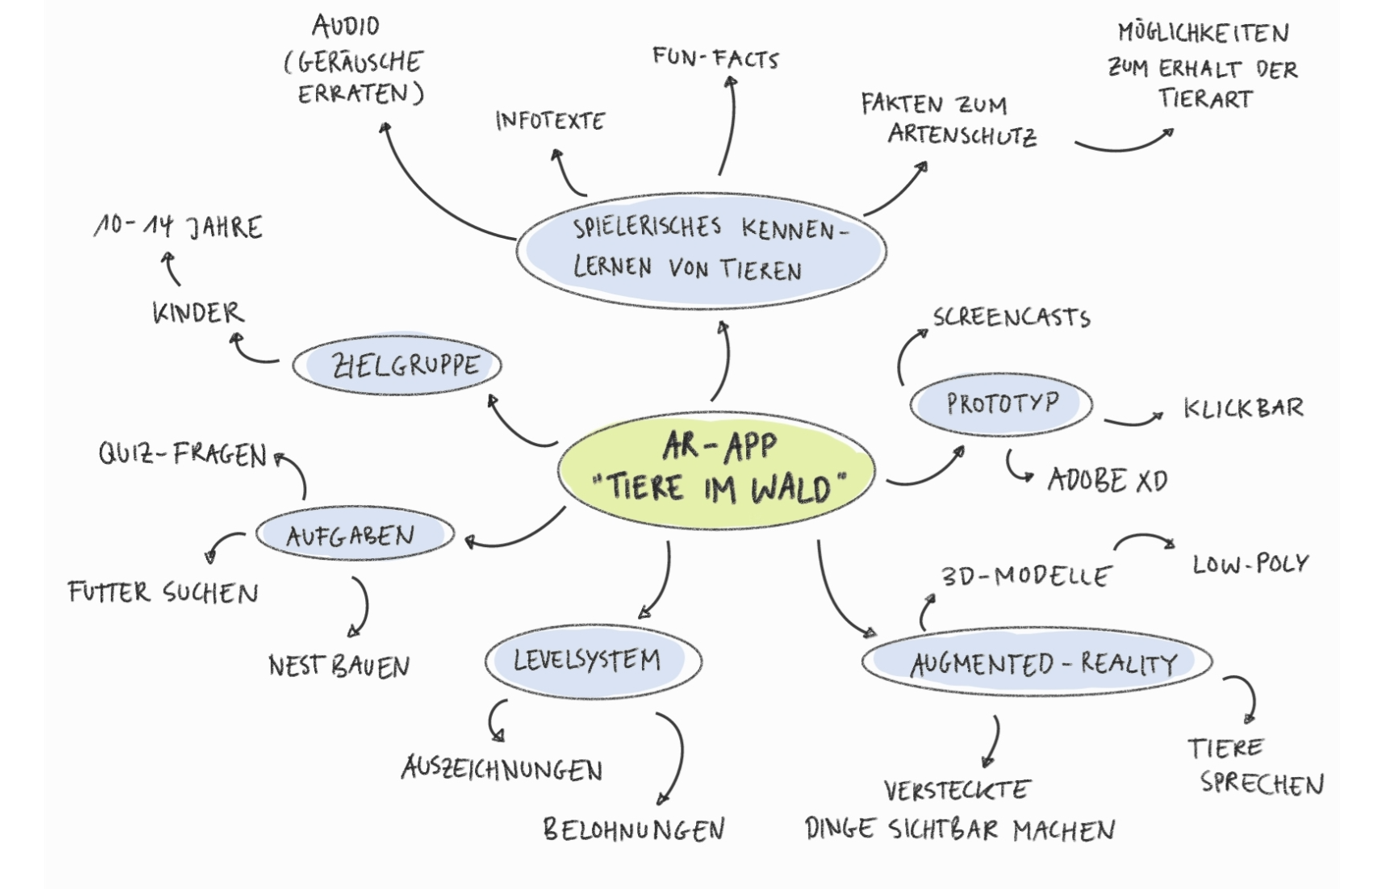 AUDIO
(GERÄUSCHE
ERRATEN)
INFOTEXTE
FUN-FACTS
FAKTEN ZUM
ARTENSCHUTZ
MÖGLICHKEITEN
ZUM ERHALT DER
TIERART
SPIELERISCHES KENNEN-
LERNEN VON TIEREN
10-14 JAHRE
KINDER
ZIELGRUPPE
SCREENCASTS
PROTOTYP
KLICKBAR
ADOBE XD
AR-APP
"TIERE IM WALD"
QUIZ-FRAGEN
AUFGABEN
FUTTER SUCHEN
NEST BAUEN
LEVELSYSTEM
AUSZEICHNUNGEN
BELOHNUNGEN
3D-MODELLE
LOW-POLY
AUGMENTED-REALITY
VERSTECKTE
DINGE SICHTBAR MACHEN
TIERE
SPRECHEN